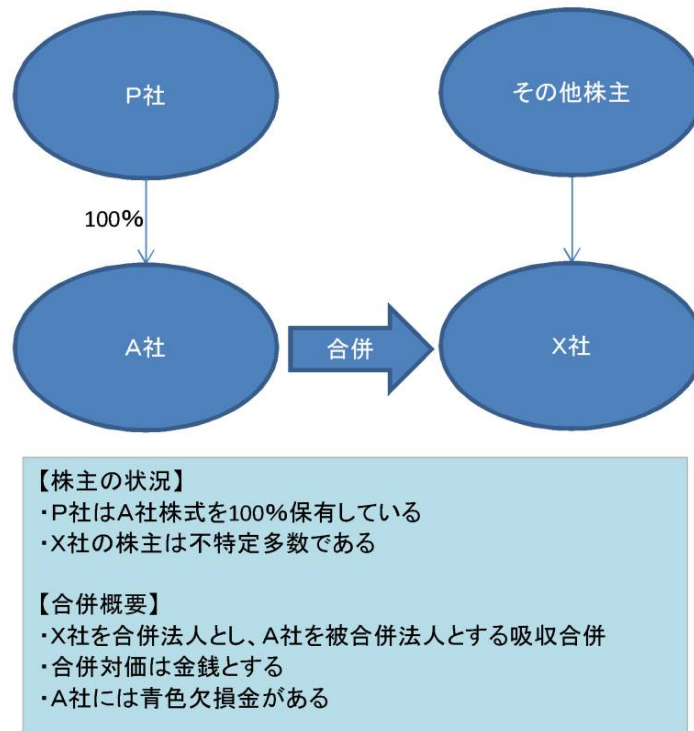 P社
その他株主
100%
A社
合併
X社
【株主の状況】
・P社はA社株式を100%保有している
・X社の株主は不特定多数である
【合併概要】
・X社を合併法人とし、A社を被合併法人とする吸収合併
・合併対価は金銭とする
・A社には青色欠損金がある